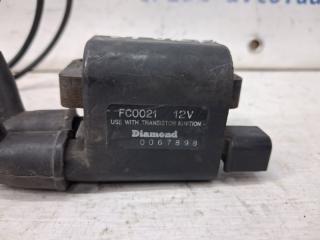 FC0021 12V
USE WITH TRANSISTOR IGNITION
Diamond
0067898